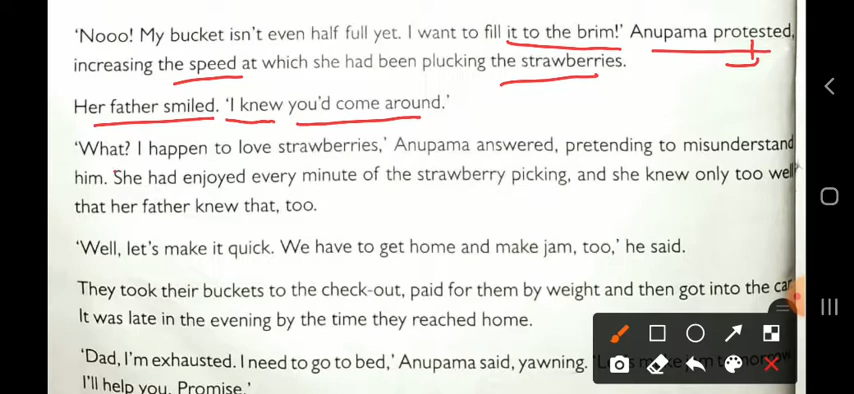 ‘Nooo! My bucket isn’t even half full yet. I want to fill it to the brim!’ Anupama protested,
increasing the speed at which she had been plucking the strawberries.
Her father smiled. ‘I knew you’d come around.’
‘What? I happen to love strawberries,’ Anupama answered, pretending to misunderstand
him. She had enjoyed every minute of the strawberry picking, and she knew only too well
that her father knew that, too.
‘Well, let’s make it quick. We have to get home and make jam, too,’ he said.
They took their buckets to the check-out, paid for them by weight and then got into the car
It was late in the evening by the time they reached home.
‘Dad, I’m exhausted. I need to go to bed,’ Anupama said, yawning. ‘Let’s
I’ll help you. Promise.’